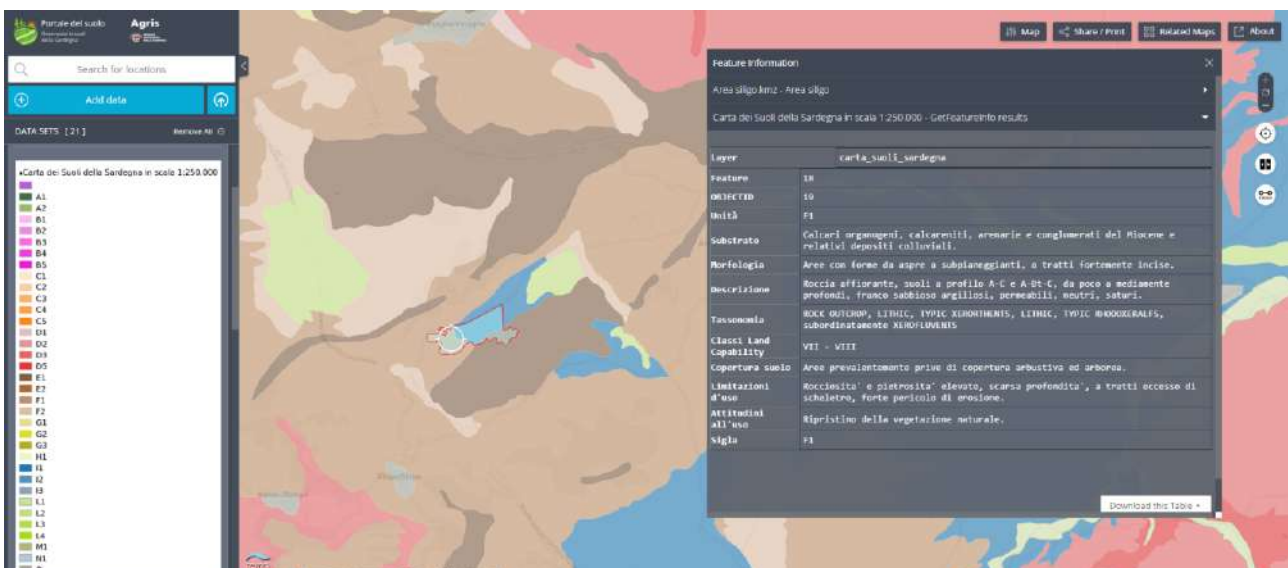 Portale del suolo
Agris
Map
Share / Print
Related Maps
About
Search for locations
Add data
DATA SETS [21]
Remove All
Carta dei Suoli della Sardegna in scala 1:250.000
A1
A2
B1
B2
B3
B4
B5
C1
C2
C3
C4
C5
D1
D2
D3
D5
E1
E2
F1
F2
G1
G2
G3
H1
I1
I2
I3
L1
L2
L3
L4
M1
N1
Feature Information
Area siligo.kmz - Area siligo
Carta dei Suoli della Sardegna in scala 1:250.000 - GetFeatureInfo results
Layer carta_suoli_sardegna
Feature 18
OBJECTID 19
Unità F1
Substrato Calcari organogeni, calcareniti, arenarie e conglomerati del Miocene e
relativi depositi colluviali.
Morfologia Aree con forme da aspre a subpianeggianti, a tratti fortemente incise.
Descrizione Roccia affiorante, suoli a profilo A-C e A-Bt-C, da poco a mediamente
profondi, franco sabbioso argillosi, permeabili, neutri, saturi.
Tassonomia ROCK OUTCROP, LITHIC, TYPIC XERORTHENTS, LITHIC, TYPIC RHODOXERALFS,
subordinatamente XEROFLUVENTS
Classi Land
Capability VII - VIII
Copertura suolo Aree prevalentemente prive di copertura arbustiva ed arborea.
Limitazioni
d'uso Rocciosita' e pietrosita' elevate, scarsa profondita', a tratti eccesso di
scheletro, forte pericolo di erosione.
Attitudini
all'uso Ripristino della vegetazione naturale.
Sigla F1
Download this Table